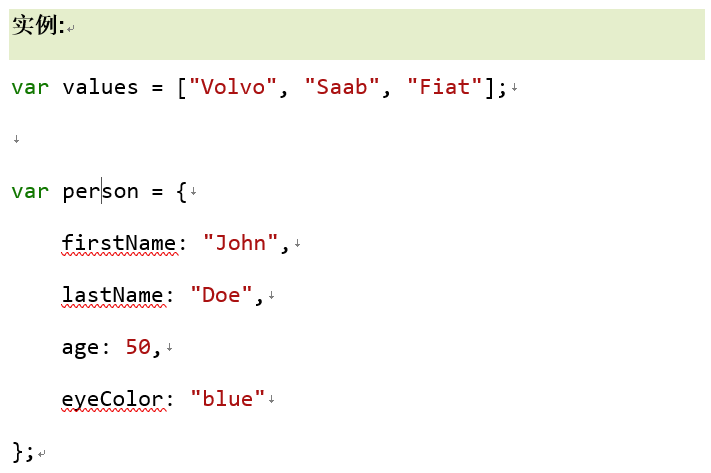 实例:
var values = ["Volvo", "Saab", "Fiat"];
var person = {
    firstName: "John",
    lastName: "Doe",
    age: 50,
    eyeColor: "blue"
};